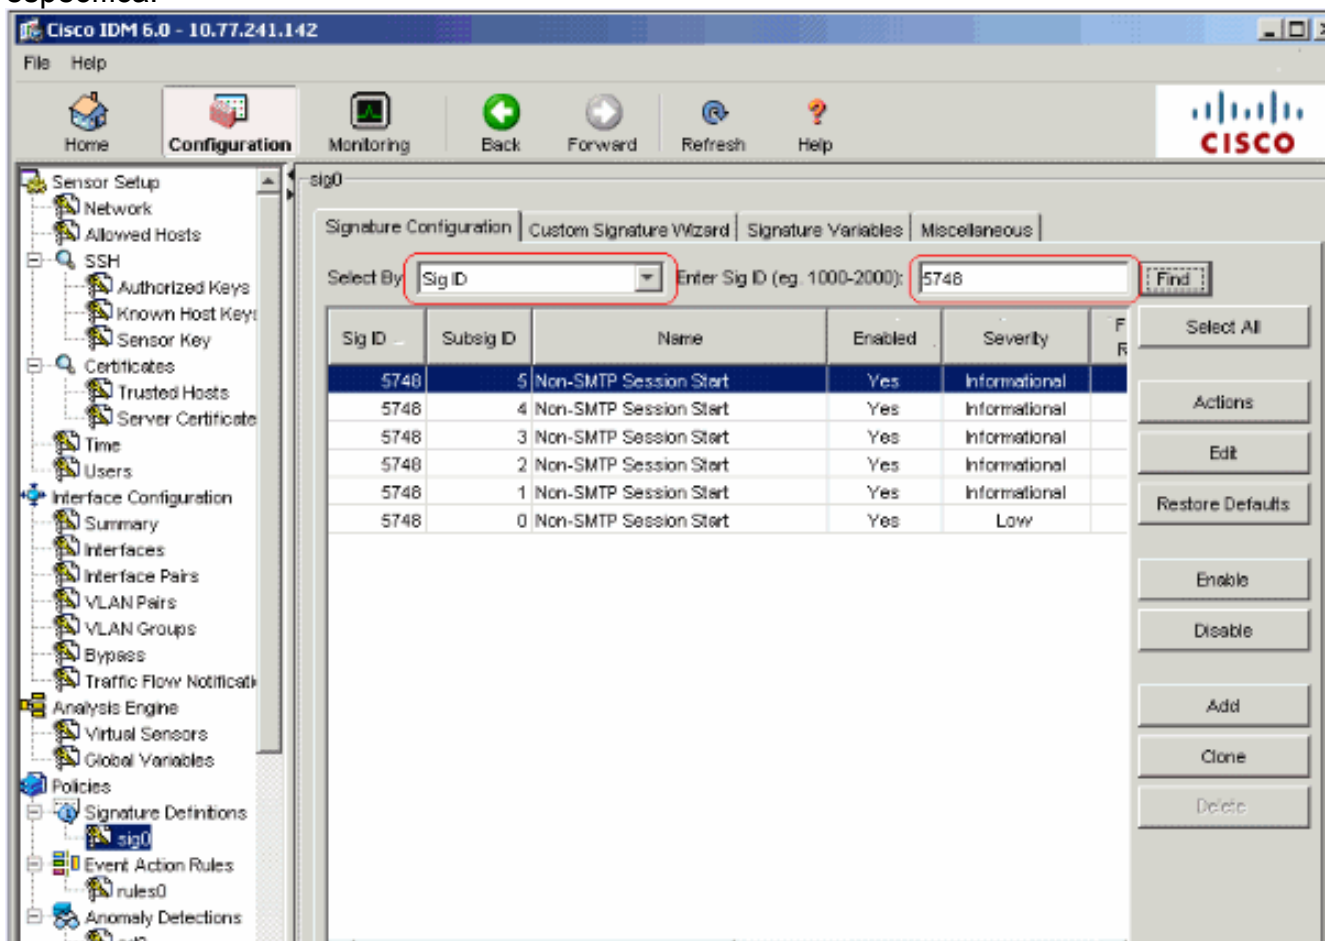 específica.
Cisco IDM 6.0 - 10.77.241.142
File Help
Home Configuration Monitoring Back Forward Refresh Help
CISCO
Sensor Setup
Network
Allowed Hosts
SSH
Authorized Keys
Known Host Key
Sensor Key
Certificates
Trusted Hosts
Server Certificate
Time
Users
Interface Configuration
Summary
Interfaces
Interface Pairs
VLAN Pairs
VLAN Groups
Bypass
Traffic Flow Notificati
Analysis Engine
Virtual Sensors
Global Variables
Policies
Signature Definitions
sig0
Event Action Rules
rules0
Anomaly Detections
sig0
Signature Configuration Custom Signature Wizard Signature Variables Miscellaneous
Select By: Sig ID Enter Sig ID (eg. 1000-2000): 5748 Find
Sig ID Subsig ID Name Enabled Severity F R
5748 5 Non-SMTP Session Start Yes Informational
5748 4 Non-SMTP Session Start Yes Informational
5748 3 Non-SMTP Session Start Yes Informational
5748 2 Non-SMTP Session Start Yes Informational
5748 1 Non-SMTP Session Start Yes Informational
5748 0 Non-SMTP Session Start Yes Low
Select All
Actions
Edit
Restore Defaults
Enable
Disable
Add
Clone
Delete